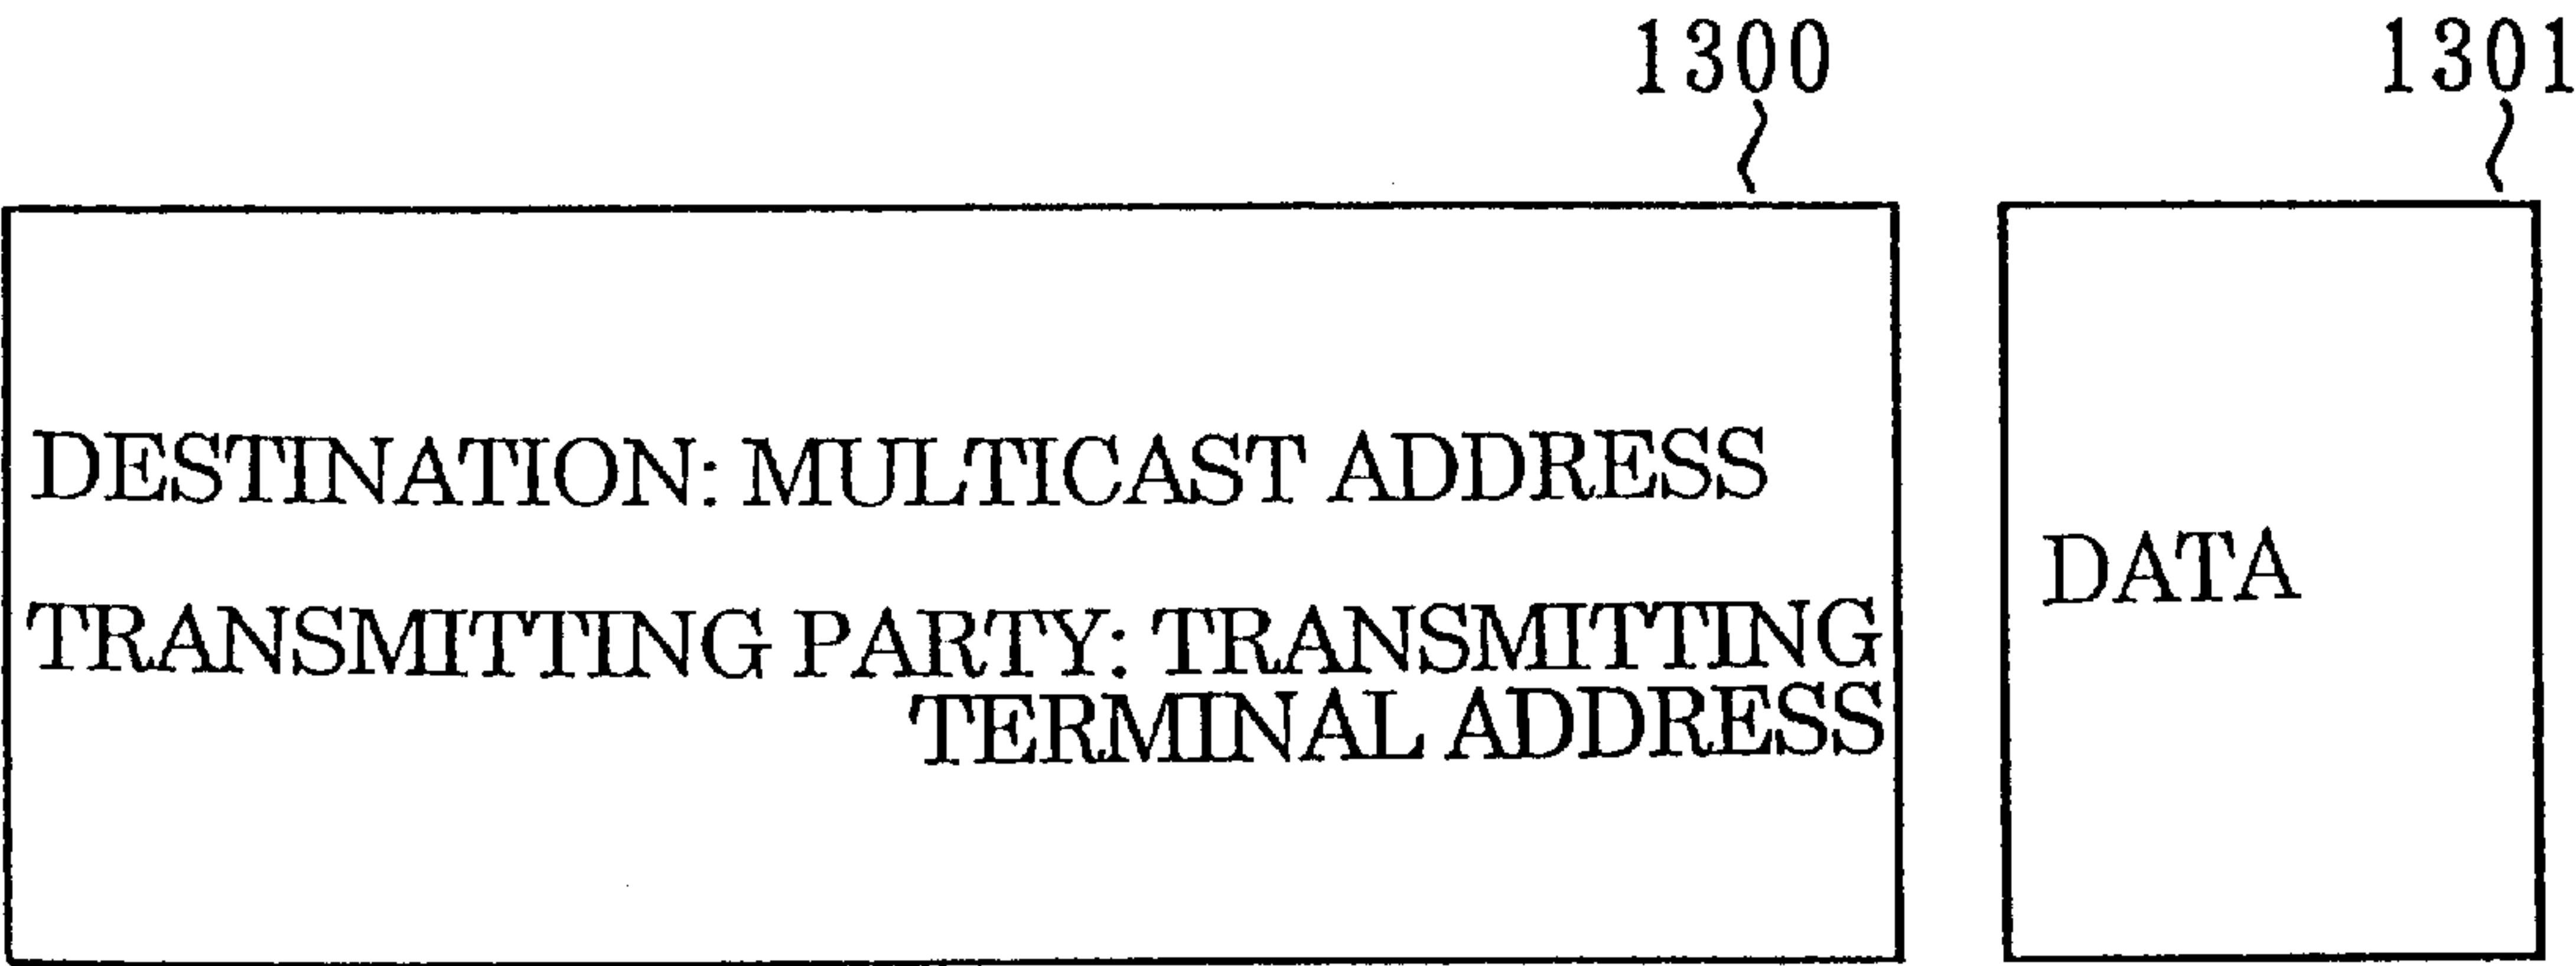 1300
1301
DESTINATION: MULTICAST ADDRESS
TRANSMITTING PARTY: TRANSMITTING
TERMINAL ADDRESS
DATA